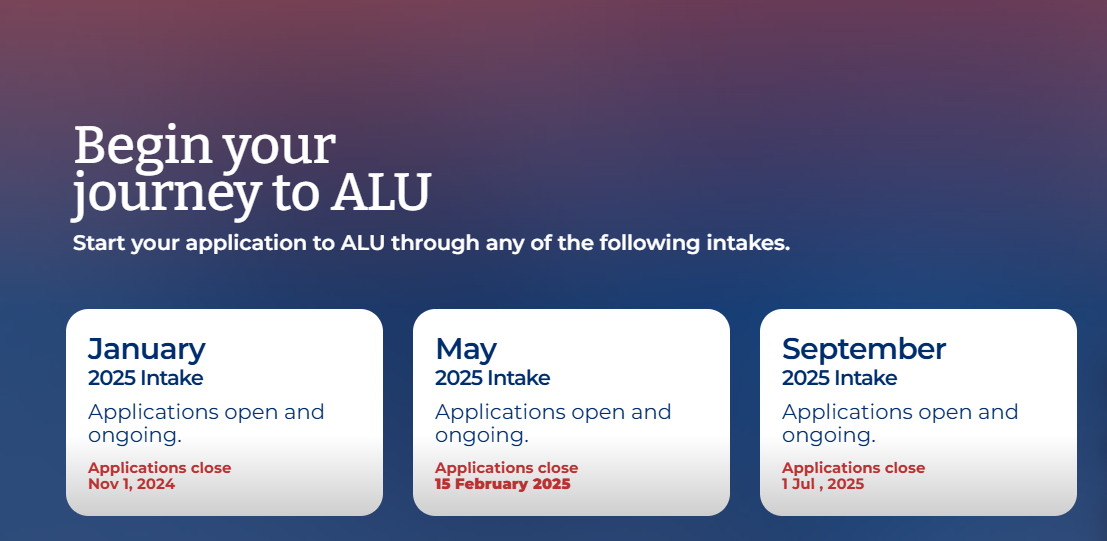 Begin your
journey to ALU
Start your application to ALU through any of the following intakes.
January
2025 Intake
Applications open and
ongoing.
Applications close
Nov 1, 2024
May
2025 Intake
Applications open and
ongoing.
Applications close
15 February 2025
September
2025 Intake
Applications open and
ongoing.
Applications close
1 Jul , 2025